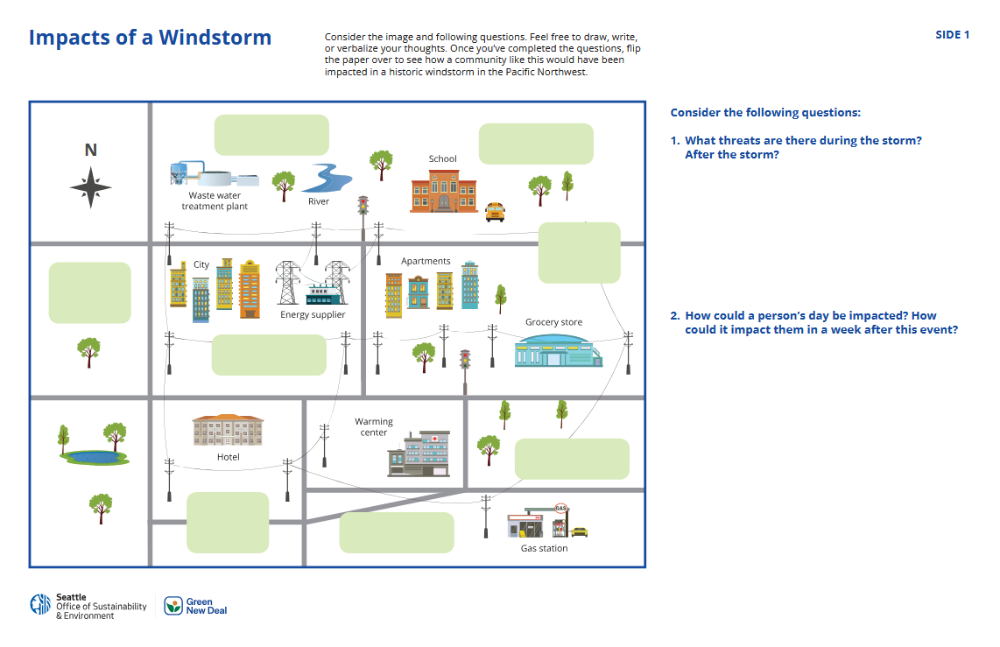 Impacts of a Windstorm
Consider the image and following questions. Feel free to draw, write,
or verbalize your thoughts. Once you've completed the questions, flip
the paper over to see how a community like this would have been
impacted in a historic windstorm in the Pacific Northwest.
SIDE 1
N
Waste water
treatment plant
River
School
City
Energy supplier
Apartments
Grocery store
Hotel
Warming
center
GAS
Gas station
Consider the following questions:
1. What threats are there during the storm?
After the storm?
2. How could a person's day be impacted? How
could it impact them in a week after this event?
Seattle
Office of Sustainability
& Environment
Green
New Deal